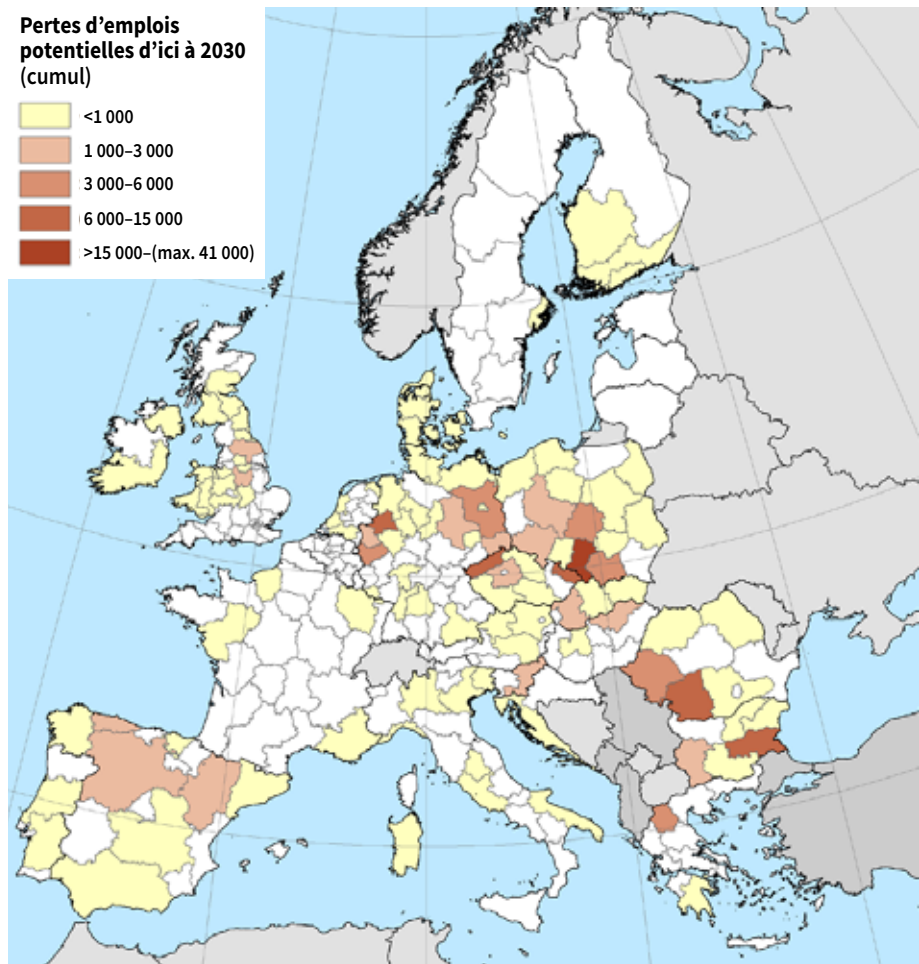 Pertes d'emplois
potentielles d'ici à 2030
(cumul)
<1 000
1 000–3 000
3 000–6 000
6 000–15 000
>15 000–(max. 41 000)